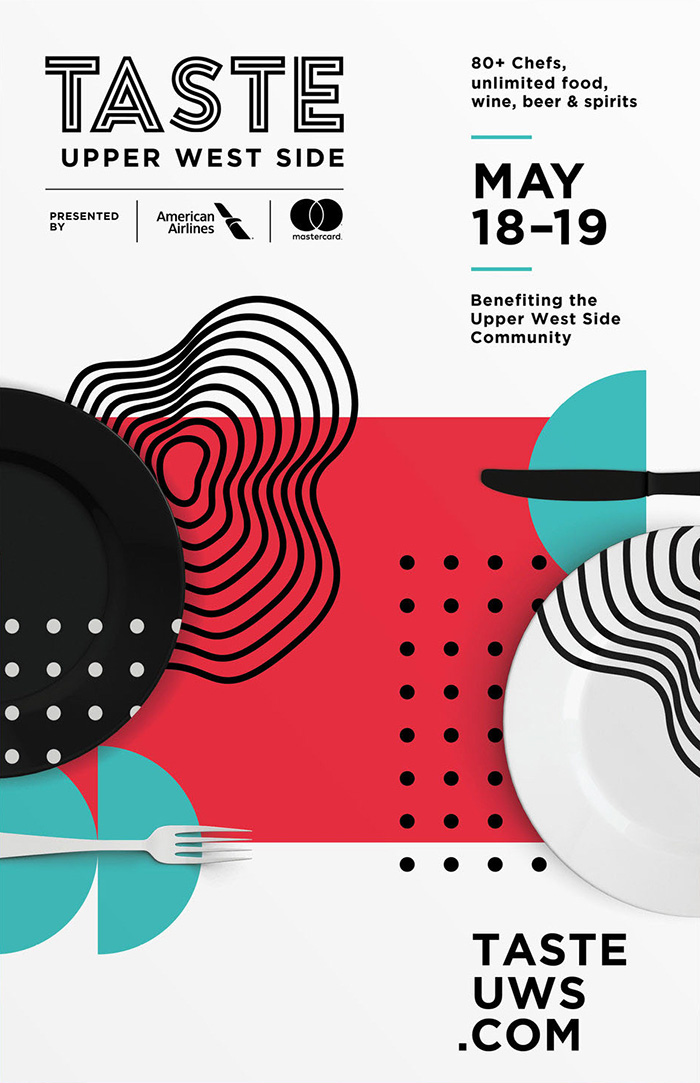 TASTE
UPPER WEST SIDE
PRESENTED
BY
American
Airlines
mastercard.
80+ Chefs,
unlimited food,
wine, beer & spirits
MAY
18–19
Benefiting the
Upper West Side
Community
TASTE
UWS
.COM